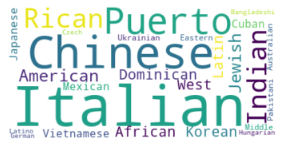 Bangladeshi
Japanese Rican Puerto Latin Cuban
Czech Ukrainian Eastern
Chinese Jewish Indian Australian
American Dominican
Mexican West
Italian Pakistani
Latino Vietnamese African Korean Middle
German Hungarian